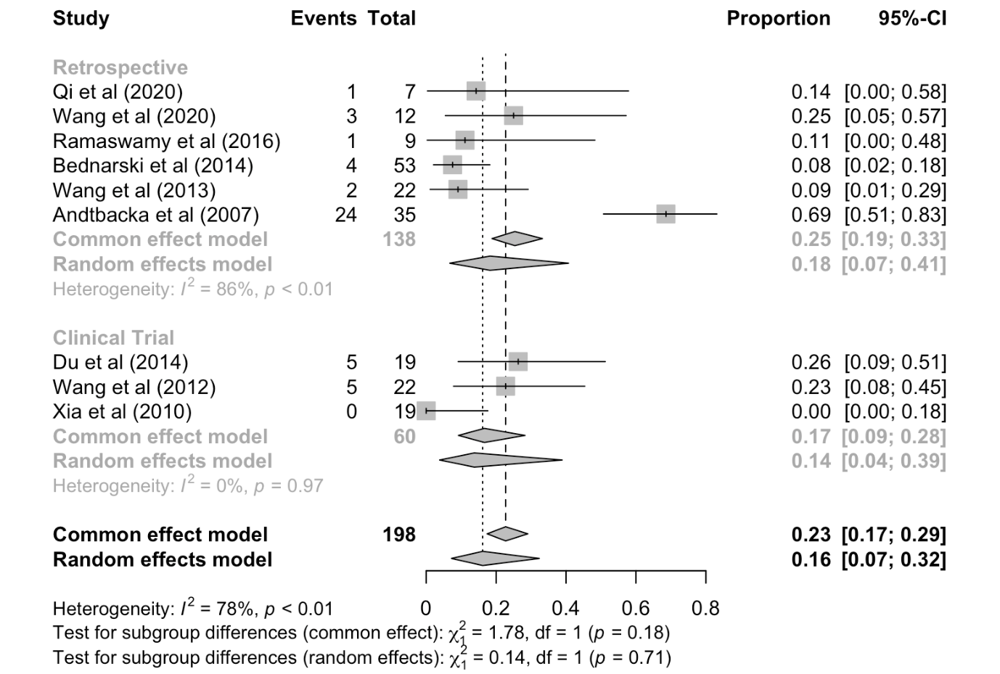 Study Events Total Proportion 95%-CI
Retrospective
Qi et al (2020) 1 7 0.14 [0.00; 0.58]
Wang et al (2020) 3 12 0.25 [0.05; 0.57]
Ramaswamy et al (2016) 1 9 0.11 [0.00; 0.48]
Bednarski et al (2014) 4 53 0.08 [0.02; 0.18]
Wang et al (2013) 2 22 0.09 [0.01; 0.29]
Andtbacka et al (2007) 24 35 0.69 [0.51; 0.83]
Common effect model 138 0.25 [0.19; 0.33]
Random effects model 0.18 [0.07; 0.41]
Heterogeneity: I² = 86%, p < 0.01
Clinical Trial
Du et al (2014) 5 19 0.26 [0.09; 0.51]
Wang et al (2012) 5 22 0.23 [0.08; 0.45]
Xia et al (2010) 0 19 0.00 [0.00; 0.18]
Common effect model 60 0.17 [0.09; 0.28]
Random effects model 0.14 [0.04; 0.39]
Heterogeneity: I² = 0%, p = 0.97
Common effect model 198 0.23 [0.17; 0.29]
Random effects model 0.16 [0.07; 0.32]
Heterogeneity: I² = 78%, p < 0.01 0 0.2 0.4 0.6 0.8
Test for subgroup differences (common effect): χ₁² = 1.78, df = 1 (p = 0.18)
Test for subgroup differences (random effects): χ₁² = 0.14, df = 1 (p = 0.71)